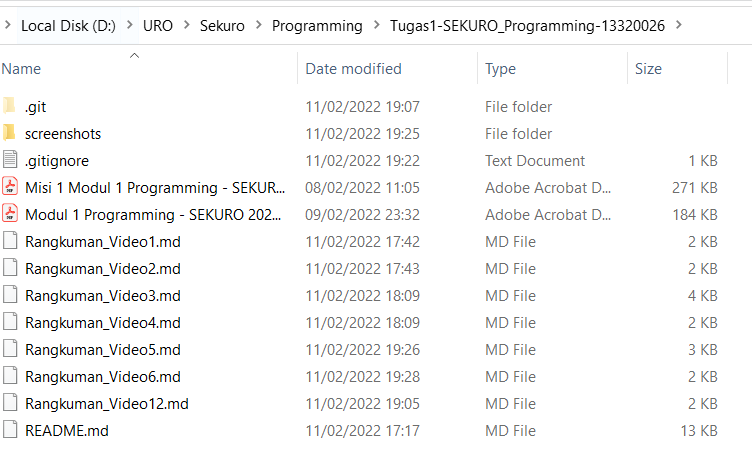 Local Disk (D:) > URO > Sekuro > Programming > Tugas1-SEKURO_Programming-13320026 >
Name Date modified Type Size
.git 11/02/2022 19:07 File folder
screenshots 11/02/2022 19:25 File folder
.gitignore 11/02/2022 19:22 Text Document 1 KB
Misi 1 Modul 1 Programming - SEKUR... 08/02/2022 11:05 Adobe Acrobat D... 271 KB
Modul 1 Programming - SEKURO 202... 09/02/2022 23:32 Adobe Acrobat D... 184 KB
Rangkuman_Video1.md 11/02/2022 17:42 MD File 2 KB
Rangkuman_Video2.md 11/02/2022 17:43 MD File 2 KB
Rangkuman_Video3.md 11/02/2022 18:09 MD File 4 KB
Rangkuman_Video4.md 11/02/2022 18:09 MD File 2 KB
Rangkuman_Video5.md 11/02/2022 19:26 MD File 3 KB
Rangkuman_Video6.md 11/02/2022 19:28 MD File 2 KB
Rangkuman_Video12.md 11/02/2022 19:05 MD File 2 KB
README.md 11/02/2022 17:17 MD File 13 KB